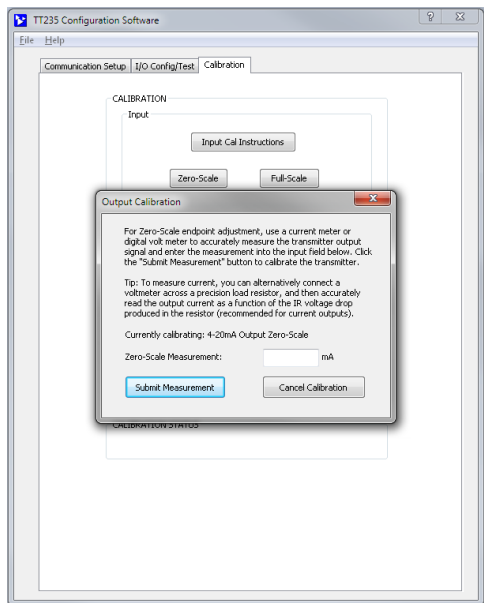 TT235 Configuration Software
File Help
Communication Setup I/O Config/Test Calibration
CALIBRATION
Input
Input Cal Instructions
Zero-Scale Full-Scale
Output Calibration
For Zero-Scale endpoint adjustment, use a current meter or
digital volt meter to accurately measure the transmitter output
signal and enter the measurement into the input field below. Click
the "Submit Measurement" button to calibrate the transmitter.
Tip: To measure current, you can alternatively connect a
voltmeter across a precision load resistor, and then accurately
read the output current as a function of the IR voltage drop
produced in the resistor (recommended for current outputs).
Currently calibrating: 4-20mA Output Zero-Scale
Zero-Scale Measurement: mA
Submit Measurement Cancel Calibration
CALIBRATION STATUS